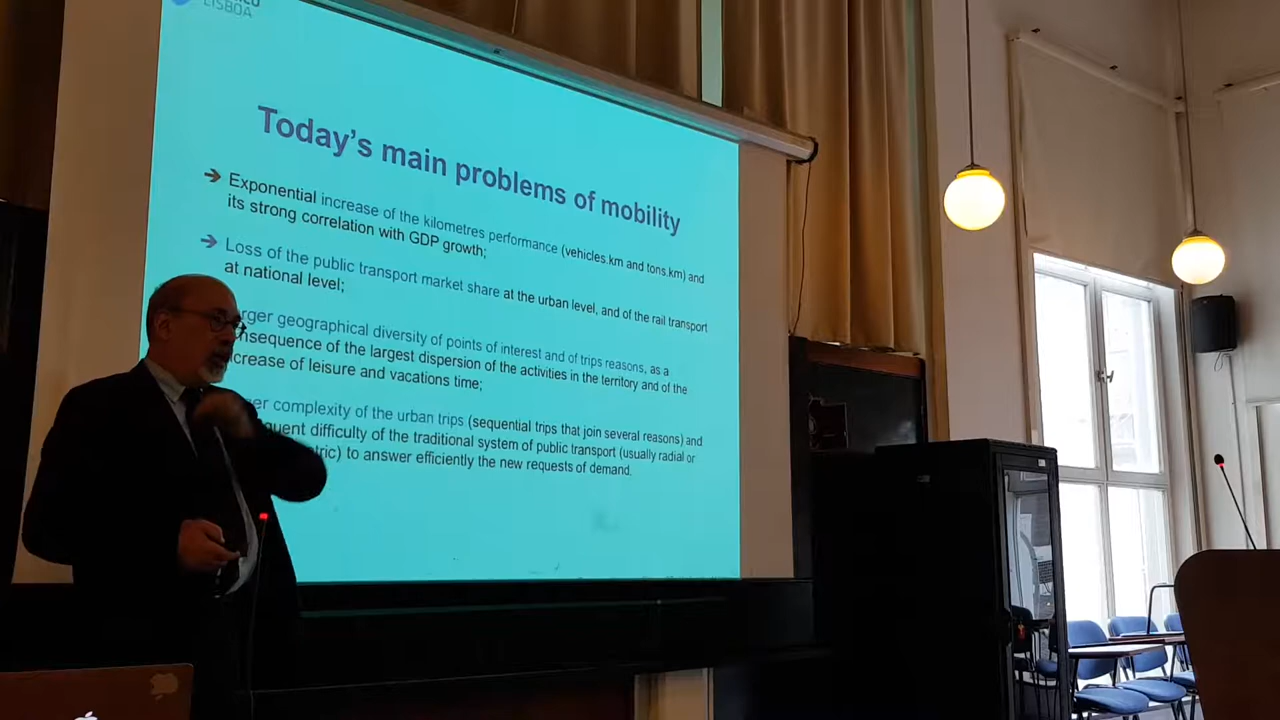 LISBOA
Today's main problems of mobility
Exponential increase of the kilometres performance (vehicles.km and tons.km) and
its strong correlation with GDP growth;
Loss of the public transport market share at the urban level, and of the rail transport
at national level;
geographical diversity of points of interest and of trips reasons, as a
of the largest dispersion of the activities in the territory and of the
of leisure and vacations time;
complexity of the urban trips (sequential trips that join several reasons) and
difficulty of the traditional system of public transport (usually radial or
to answer efficiently the new requests of demand.